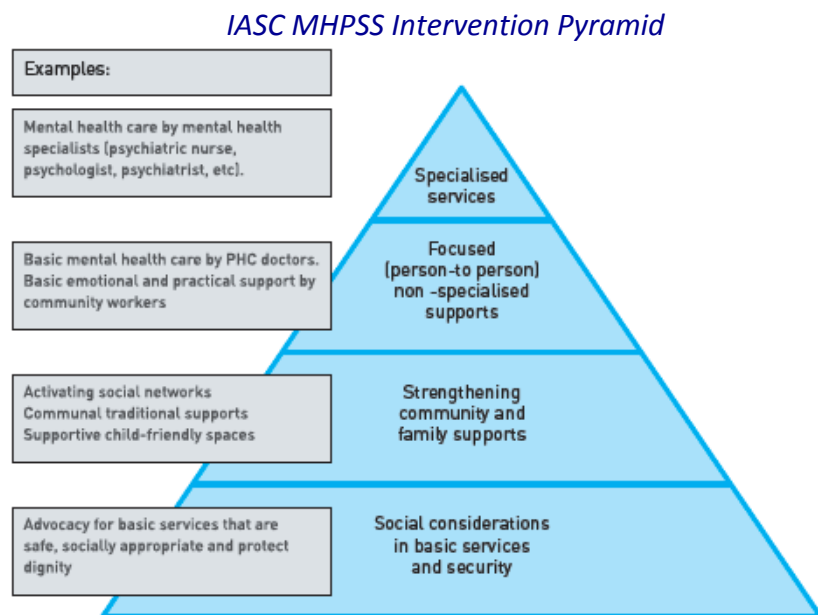 IASC MHPSS Intervention Pyramid
Examples:
Mental health care by mental health
specialists (psychiatric nurse,
psychologist, psychiatrist, etc).
Specialised
services
Basic mental health care by PHC doctors.
Basic emotional and practical support by
community workers
Focused
(person-to person)
non -specialised
supports
Activating social networks
Communal traditional supports
Supportive child-friendly spaces
Strengthening
community and
family supports
Advocacy for basic services that are
safe, socially appropriate and protect
dignity
Social considerations
in basic services
and security